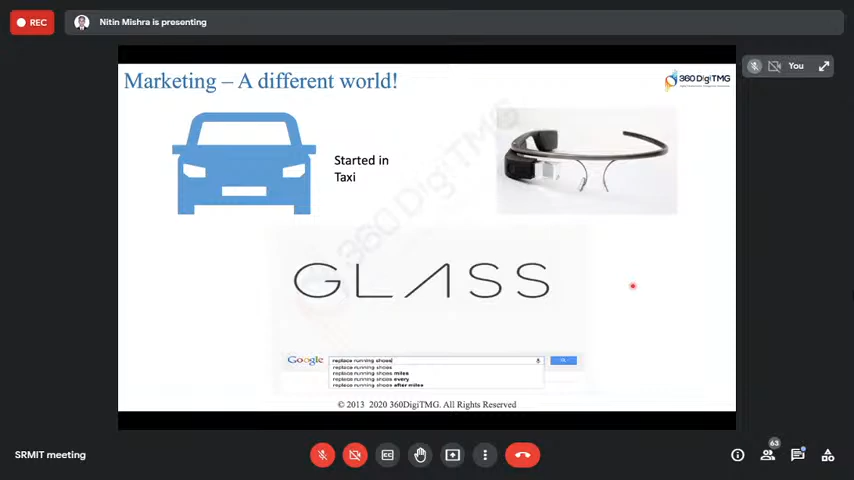 REC
Nitin Mishra is presenting
You
Marketing – A different world!
360DigiTMG
Started in
Taxi
360DigiTMG
GLASS
Google
replace running shoes
replace running shoes
replace running shoes miles
replace running shoes every
replace running shoes after miles
© 2013 2020 360DigiTMG. All Rights Reserved
63
SRMIT meeting
CC